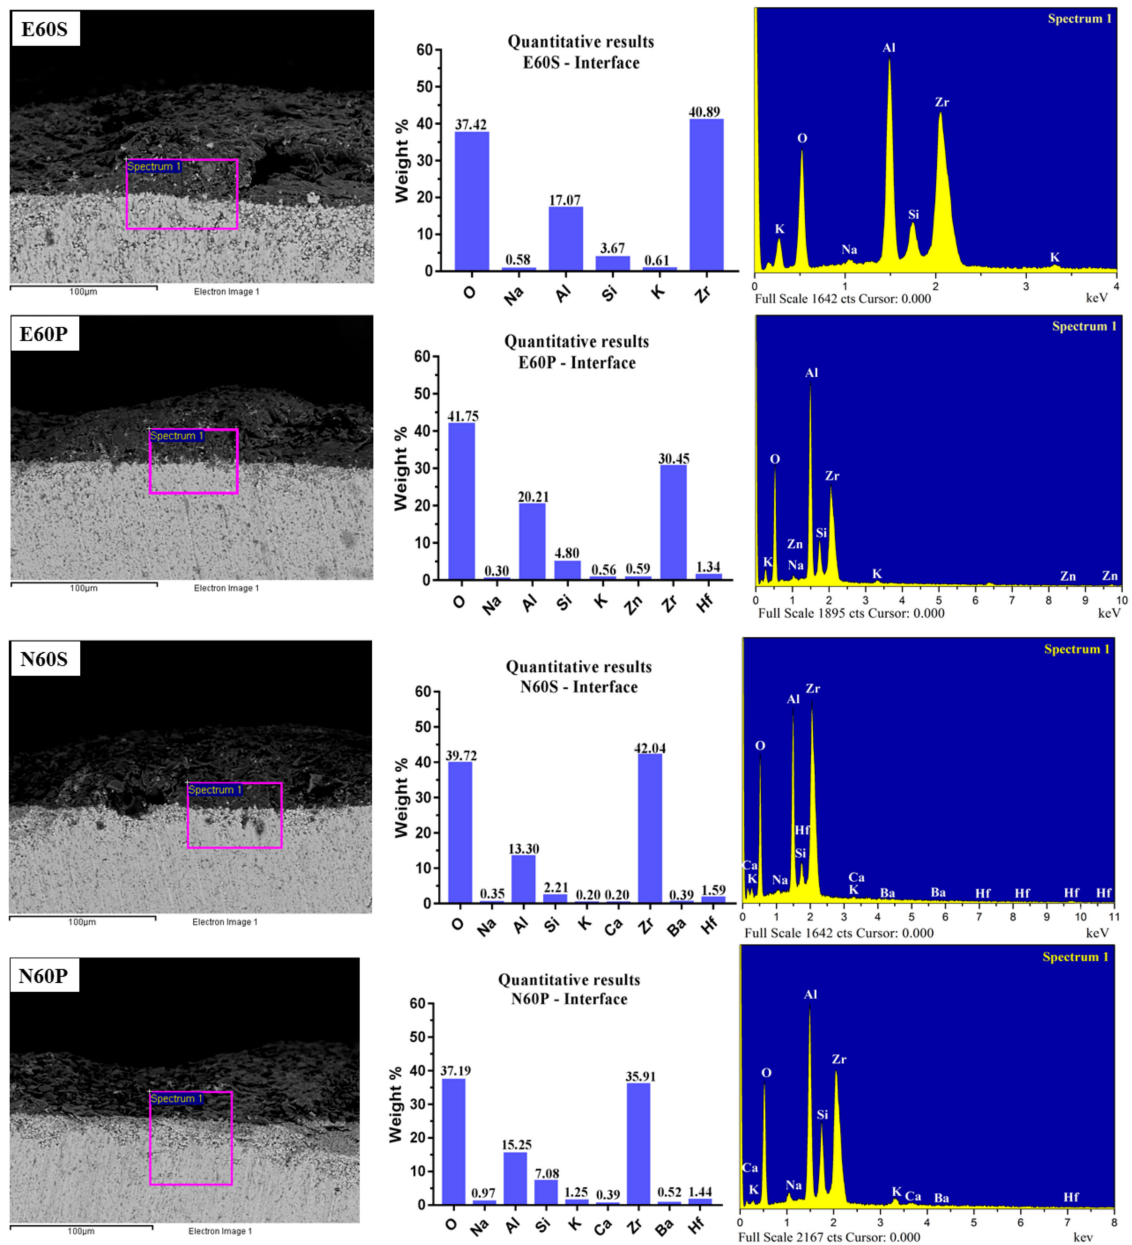 E60S
Spectrum 1
100µm
Electron Image 1
Quantitative results
E60S - Interface
Weight %
60
50
40
30
20
10
0
37.42
0.58
17.07
3.67
0.61
40.89
O
Na
Al
Si
K
Zr
Spectrum 1
Al
Zr
O
Si
K
Na
K
0
1
2
3
4
Full Scale 1642 cts Cursor: 0.000
keV
E60P
Spectrum 1
100µm
Electron Image 1
Quantitative results
E60P - Interface
Weight %
60
50
40
30
20
10
0
41.75
0.30
20.21
4.80
0.56
0.59
30.45
1.34
O
Na
Al
Si
K
Zn
Zr
Hf
Spectrum 1
Al
O
Zr
Si
Zn
K
Na
K
Zn
Zn
0
1
2
3
4
5
6
7
8
9
10
Full Scale 1895 cts Cursor: 0.000
keV
N60S
Spectrum 1
100µm
Electron Image 1
Quantitative results
N60S - Interface
Weight %
60
50
40
30
20
10
0
39.72
0.35
13.30
2.21
0.20
0.20
42.04
0.39
1.59
O
Na
Al
Si
K
Ca
Zr
Ba
Hf
Spectrum 1
Zr
Al
O
Hf
Si
Ca
K
Na
Ca
K
Ba
Ba
Hf
Hf
Hf
Hf
0
1
2
3
4
5
6
7
8
9
10
11
Full Scale 1642 cts Cursor: 0.000
keV
N60P
Spectrum 1
100µm
Electron Image 1
Quantitative results
N60P - Interface
Weight %
60
50
40
30
20
10
0
37.19
0.97
15.25
7.08
1.25
0.39
35.91
0.52
1.44
O
Na
Al
Si
K
Ca
Zr
Ba
Hf
Spectrum 1
Al
Zr
O
Si
Ca
K
Na
K
Ca
Ba
Hf
0
1
2
3
4
5
6
7
8
Full Scale 2167 cts Cursor: 0.000
kev